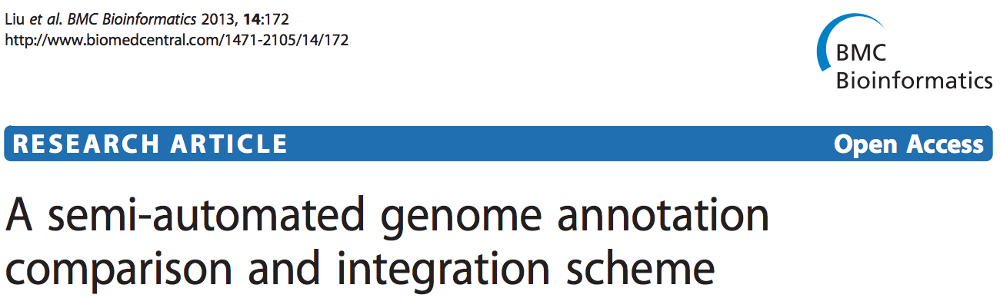 Liu et al. BMC Bioinformatics 2013, 14:172
http://www.biomedcentral.com/1471-2105/14/172
BMC
Bioinformatics
RESEARCH ARTICLE
Open Access
A semi-automated genome annotation
comparison and integration scheme